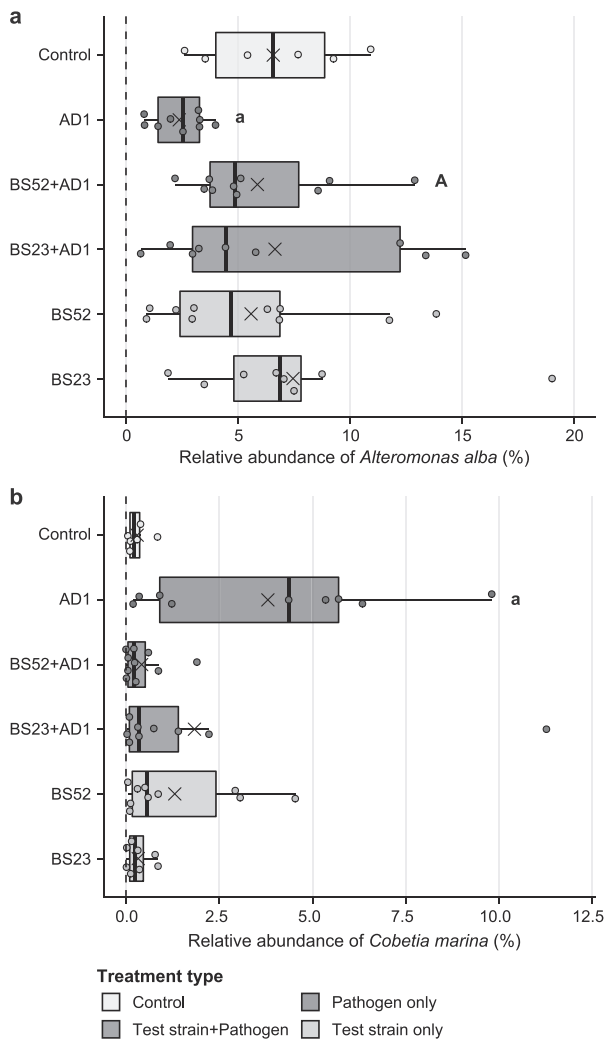 a
Control
AD1
a
BS52+AD1
A
BS23+AD1
BS52
BS23
0 5 10 15 20
Relative abundance of Alteromonas alba (%)
b
Control
AD1
a
BS52+AD1
BS23+AD1
BS52
BS23
0.0 2.5 5.0 7.5 10.0 12.5
Relative abundance of Cobetia marina (%)
Treatment type
Control Pathogen only
Test strain+Pathogen Test strain only